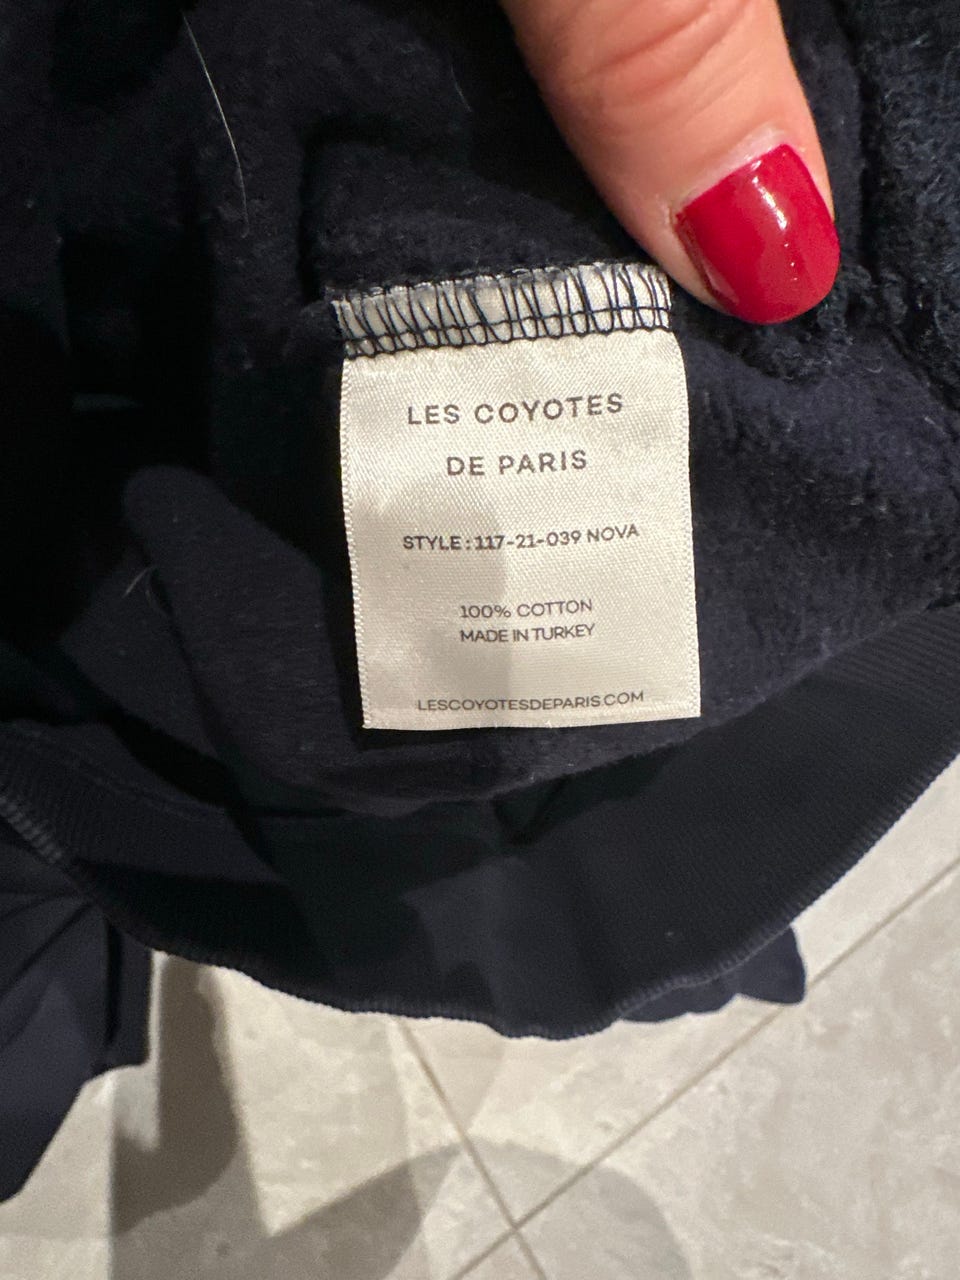 LES COYOTES
DE PARIS
STYLE: 117-21-039 NOVA
100% COTTON
MADE IN TURKEY
LESCOYOTESDEPARIS.COM